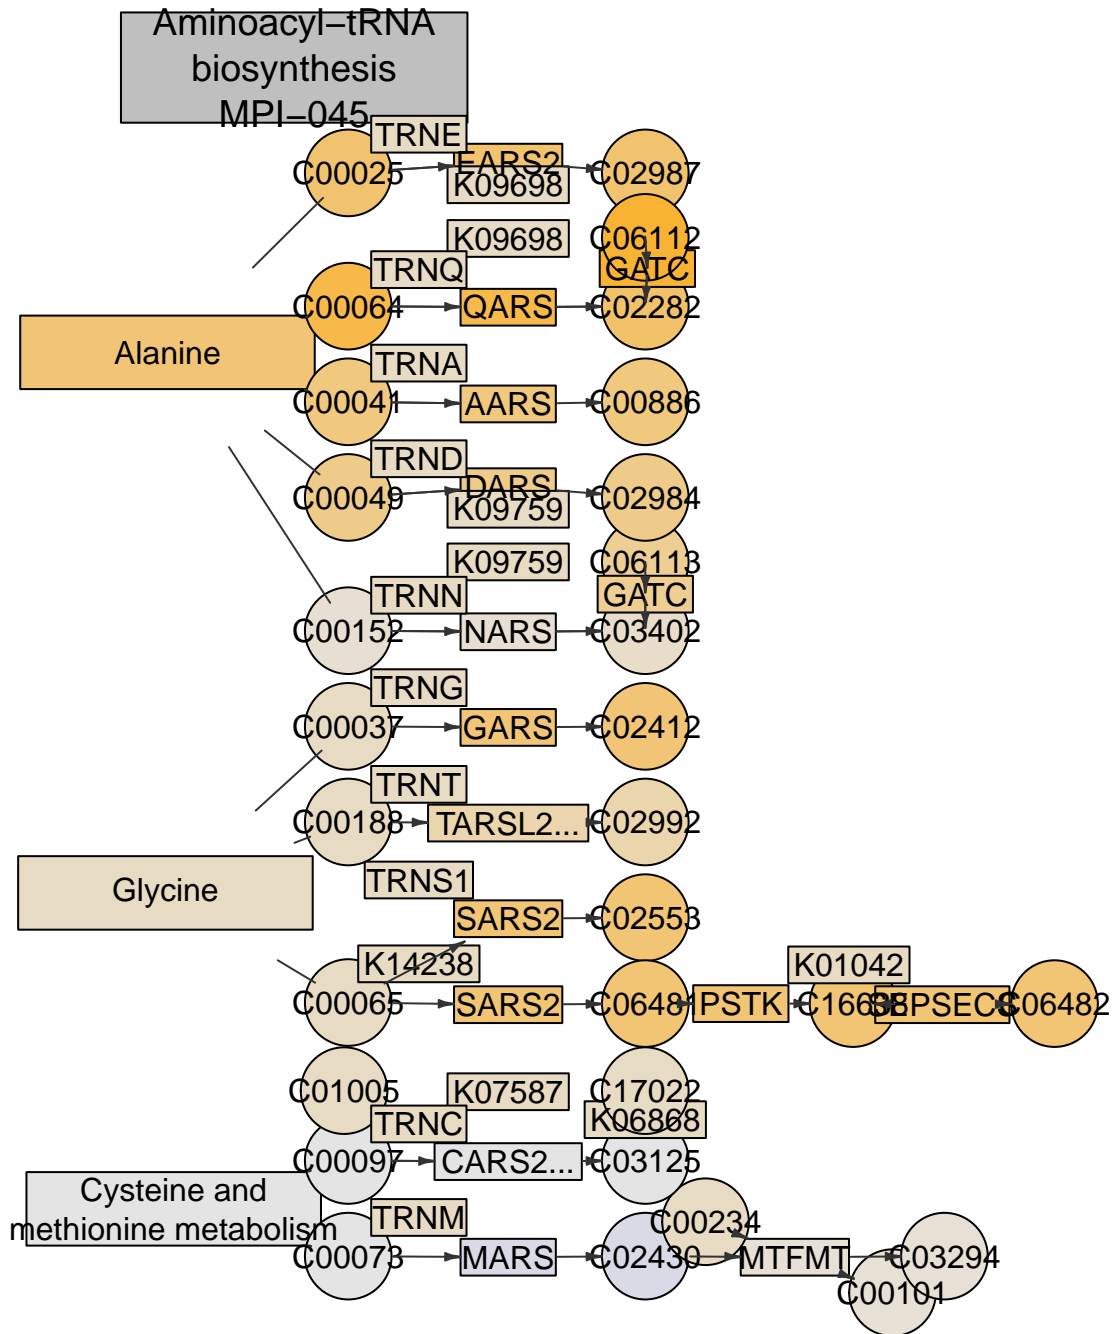 Aminoacyl−tRNA
biosynthesis
MPI−045
TRNE
C00025
EARS2
C02987
K09698
K09698
C06112
TRNQ
GATC
C00064
QARS
C02282
Alanine
TRNA
C00041
AARS
C00886
TRND
DARS
C00049
C02984
K09759
K09759
C06113
TRNN
GATC
C00152
NARS
C03402
TRNG
C00037
GARS
C02412
TRNT
C00188
TARSL2...
C02992
Glycine
TRNS1
SARS2
C02553
K14238
K01042
C00065
SARS2
C06481
PSTK
C16638
SEPSECS
C06482
C01005
K07587
C17022
TRNC
K06868
C00097
CARS2...
C03125
Cysteine and
methionine metabolism
TRNM
C00234
C00073
MARS
C02430
MTFMT
C03294
C00101